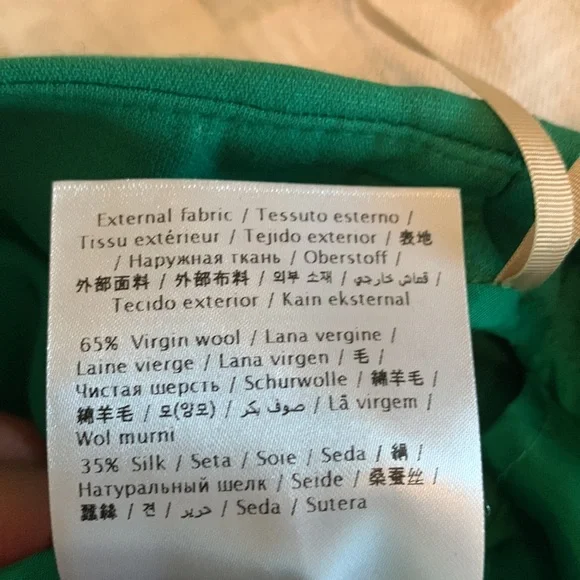 External fabric / Tessuto esterno /
Tissu extérieur / Tejido exterior / 表地
/ Наружная ткань / Oberstoff /
外部面料 / 外部布料 / 외부 소재 / قماش خارجي /
Tecido exterior / Kain eksternal
65% Virgin wool / Lana vergine /
Laine vierge / Lana virgen / 毛 /
Чистая шерсть / Schurwolle / 綿羊毛 /
綿羊毛 / 모(양모) / صوف بكر / Lã virgem /
Wol murni
35% Silk / Seta / Soie / Seda / 絹 /
Натуральный шелк / Seide / 桑蚕丝 /
蠶絲 / 견 / حرير / Seda / Sutera